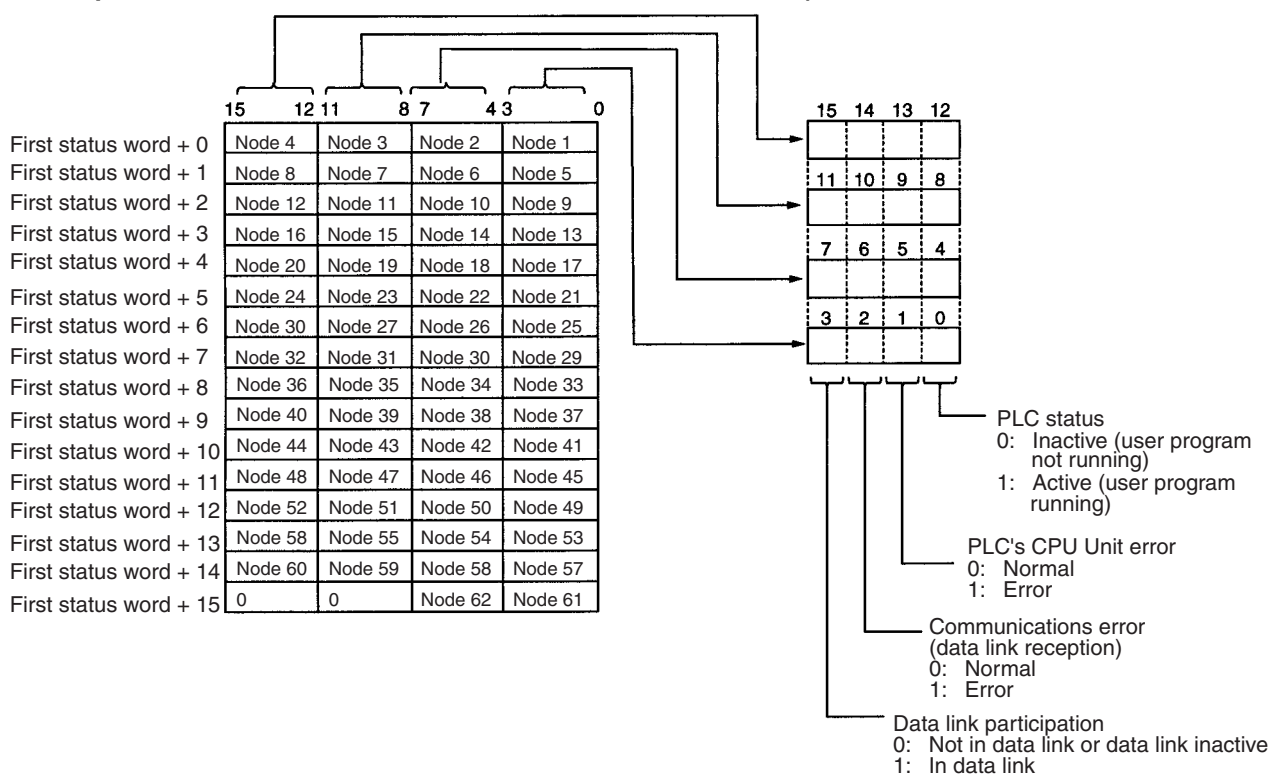 15 12 11 8 7 4 3 0
First status word + 0 Node 4 Node 3 Node 2 Node 1
First status word + 1 Node 8 Node 7 Node 6 Node 5
First status word + 2 Node 12 Node 11 Node 10 Node 9
First status word + 3 Node 16 Node 15 Node 14 Node 13
First status word + 4 Node 20 Node 19 Node 18 Node 17
First status word + 5 Node 24 Node 23 Node 22 Node 21
First status word + 6 Node 30 Node 27 Node 26 Node 25
First status word + 7 Node 32 Node 31 Node 30 Node 29
First status word + 8 Node 36 Node 35 Node 34 Node 33
First status word + 9 Node 40 Node 39 Node 38 Node 37
First status word + 10 Node 44 Node 43 Node 42 Node 41
First status word + 11 Node 48 Node 47 Node 46 Node 45
First status word + 12 Node 52 Node 51 Node 50 Node 49
First status word + 13 Node 58 Node 55 Node 54 Node 53
First status word + 14 Node 60 Node 59 Node 58 Node 57
First status word + 15 0 0 Node 62 Node 61
15 14 13 12
11 10 9 8
7 6 5 4
3 2 1 0
PLC status
0: Inactive (user program
not running)
1: Active (user program
running)
PLC's CPU Unit error
0: Normal
1: Error
Communications error
(data link reception)
0: Normal
1: Error
Data link participation
0: Not in data link or data link inactive
1: In data link